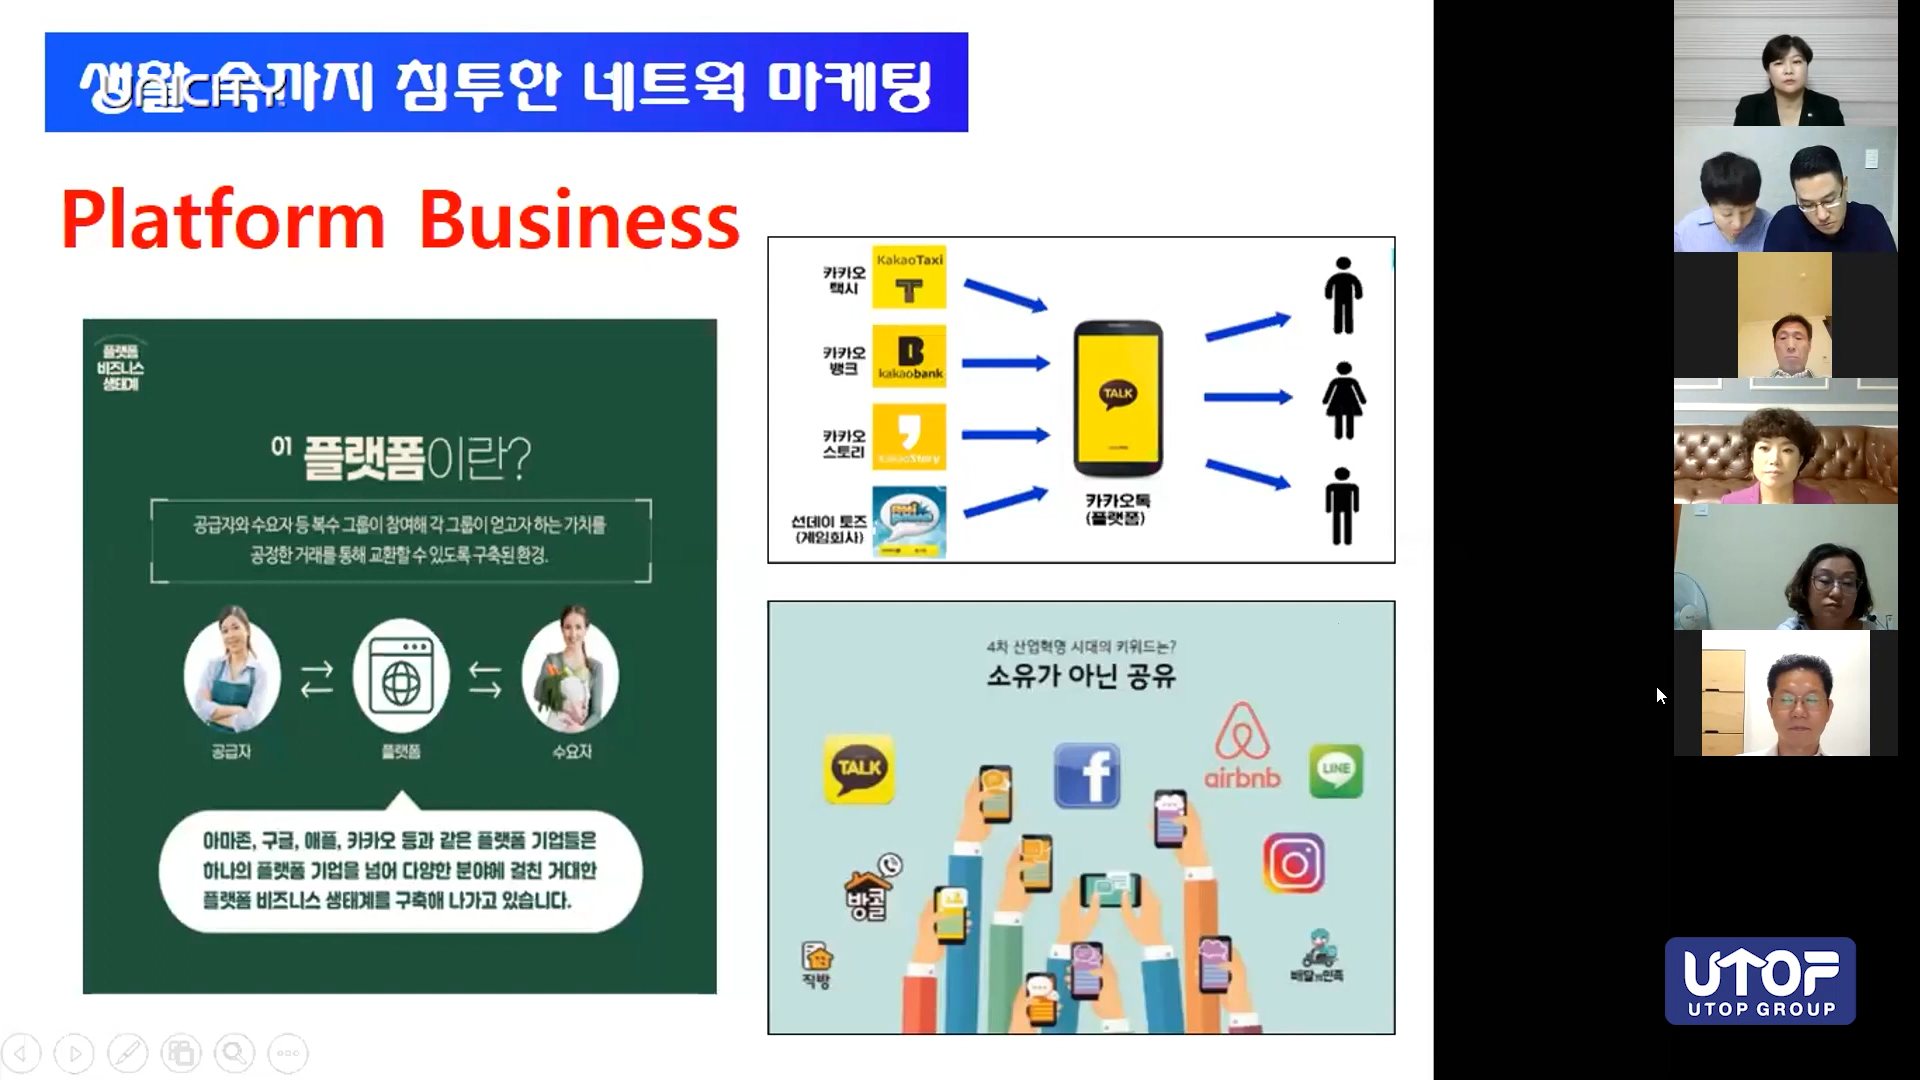 생활 속까지 침투한 네트웍 마케팅
UNICITY
Platform Business
플랫폼
비즈니스
생태계
01 플랫폼이란?
공급자와 수요자 등 복수 그룹이 참여해 각 그룹이 얻고자 하는 가치를
공정한 거래를 통해 교환할 수 있도록 구축된 환경.
공급자
플랫폼
수요자
아마존, 구글, 애플, 카카오 등과 같은 플랫폼 기업들은
하나의 플랫폼 기업을 넘어 다양한 분야에 걸친 거대한
플랫폼 비즈니스 생태계를 구축해 나가고 있습니다.
카카오
택시
KakaoTaxi
T
카카오
뱅크
B
kakaobank
카카오
스토리
kakaoStory
선데이 토즈
(게임회사)
TALK
카카오톡
(플랫폼)
4차 산업혁명 시대의 키워드는?
소유가 아닌 공유
TALK
f
airbnb
LINE
방콜
직방
배달의민족
UTOP
UTOP GROUP